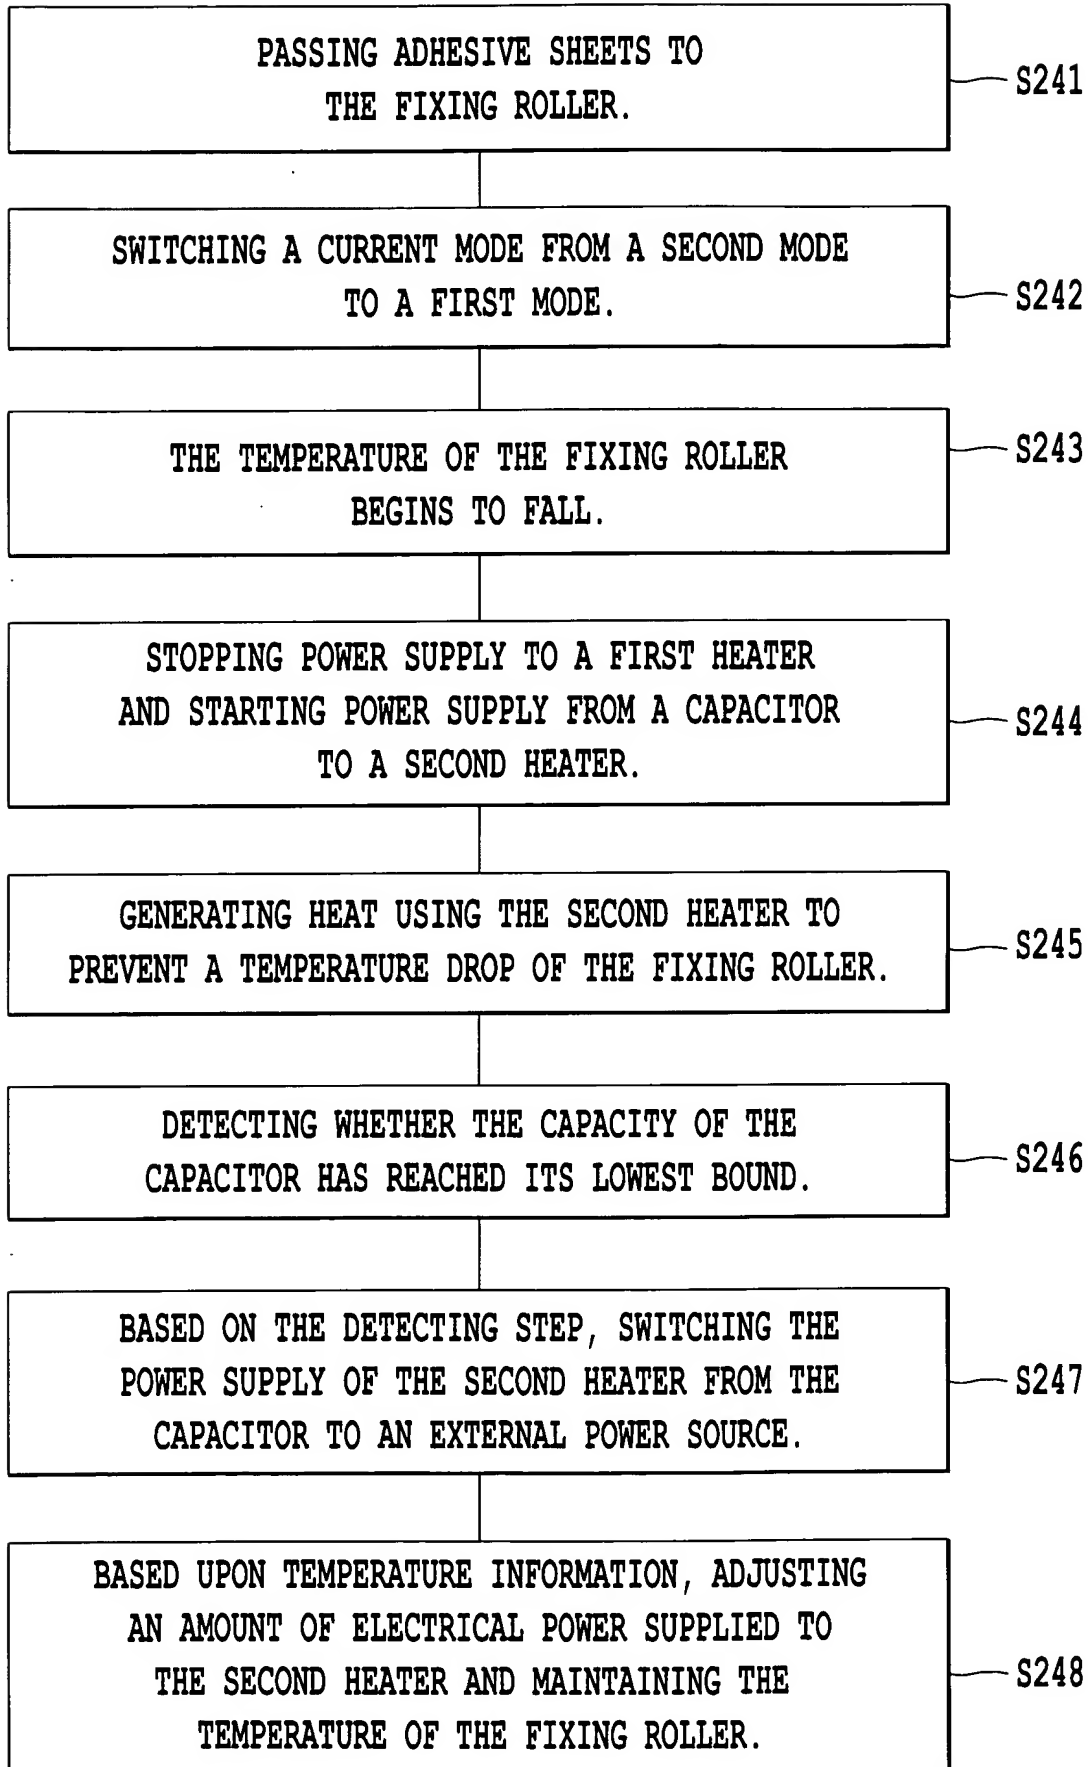 PASSING ADHESIVE SHEETS TO
THE FIXING ROLLER.
S241
SWITCHING A CURRENT MODE FROM A SECOND MODE
TO A FIRST MODE.
S242
THE TEMPERATURE OF THE FIXING ROLLER
BEGINS TO FALL.
S243
STOPPING POWER SUPPLY TO A FIRST HEATER
AND STARTING POWER SUPPLY FROM A CAPACITOR
TO A SECOND HEATER.
S244
GENERATING HEAT USING THE SECOND HEATER TO
PREVENT A TEMPERATURE DROP OF THE FIXING ROLLER.
S245
DETECTING WHETHER THE CAPACITY OF THE
CAPACITOR HAS REACHED ITS LOWEST BOUND.
S246
BASED ON THE DETECTING STEP, SWITCHING THE
POWER SUPPLY OF THE SECOND HEATER FROM THE
CAPACITOR TO AN EXTERNAL POWER SOURCE.
S247
BASED UPON TEMPERATURE INFORMATION, ADJUSTING
AN AMOUNT OF ELECTRICAL POWER SUPPLIED TO
THE SECOND HEATER AND MAINTAINING THE
TEMPERATURE OF THE FIXING ROLLER.
S248